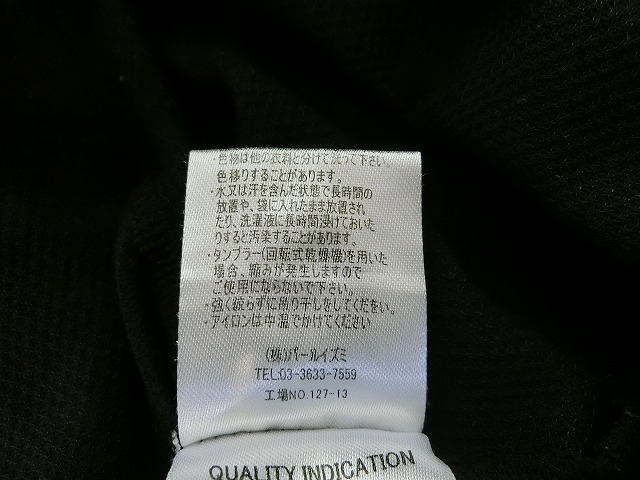 ・色物は他の衣料と分けて洗って下さい。
色移りすることがあります。
・水又は汗を含んだ状態で長時間の
放置や、袋に入れたまま放置され
たり、洗濯液に長時間浸けておいた
りすると汚染することがあります。
・タンブラー(回転式乾燥機)を用いた
場合、縮みが発生しますので
ご使用にならないで下さい。
・強く絞らずに吊り干しをしてください。
・アイロンは中温でかけてください
(株)パールイズミ
TEL:03-3633-7559
工場NO.127-13
QUALITY INDICATION